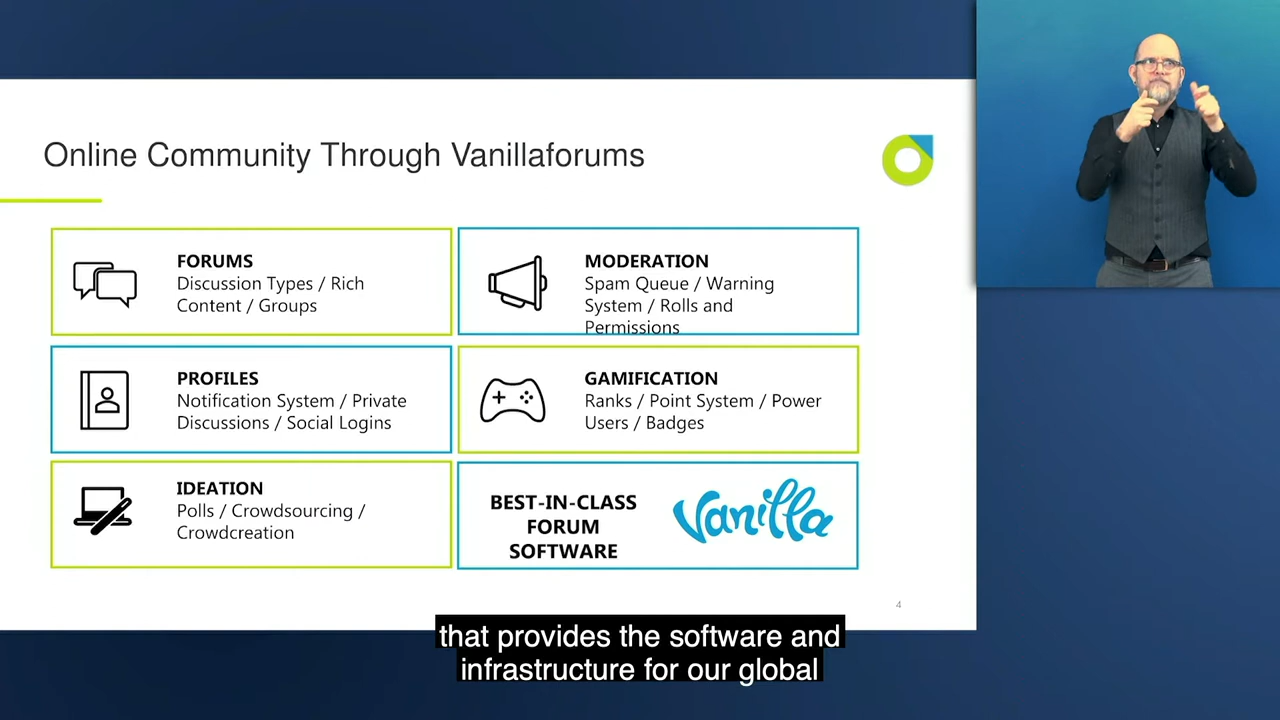 Online Community Through Vanillaforums
FORUMS
Discussion Types / Rich
Content / Groups
MODERATION
Spam Queue / Warning
System / Rolls and
Permissions
PROFILES
Notification System / Private
Discussions / Social Logins
GAMIFICATION
Ranks / Point System / Power
Users / Badges
IDEATION
Polls / Crowdsourcing /
Crowdcreation
BEST-IN-CLASS
FORUM
SOFTWARE
Vanilla
4
that provides the software and
infrastructure for our global